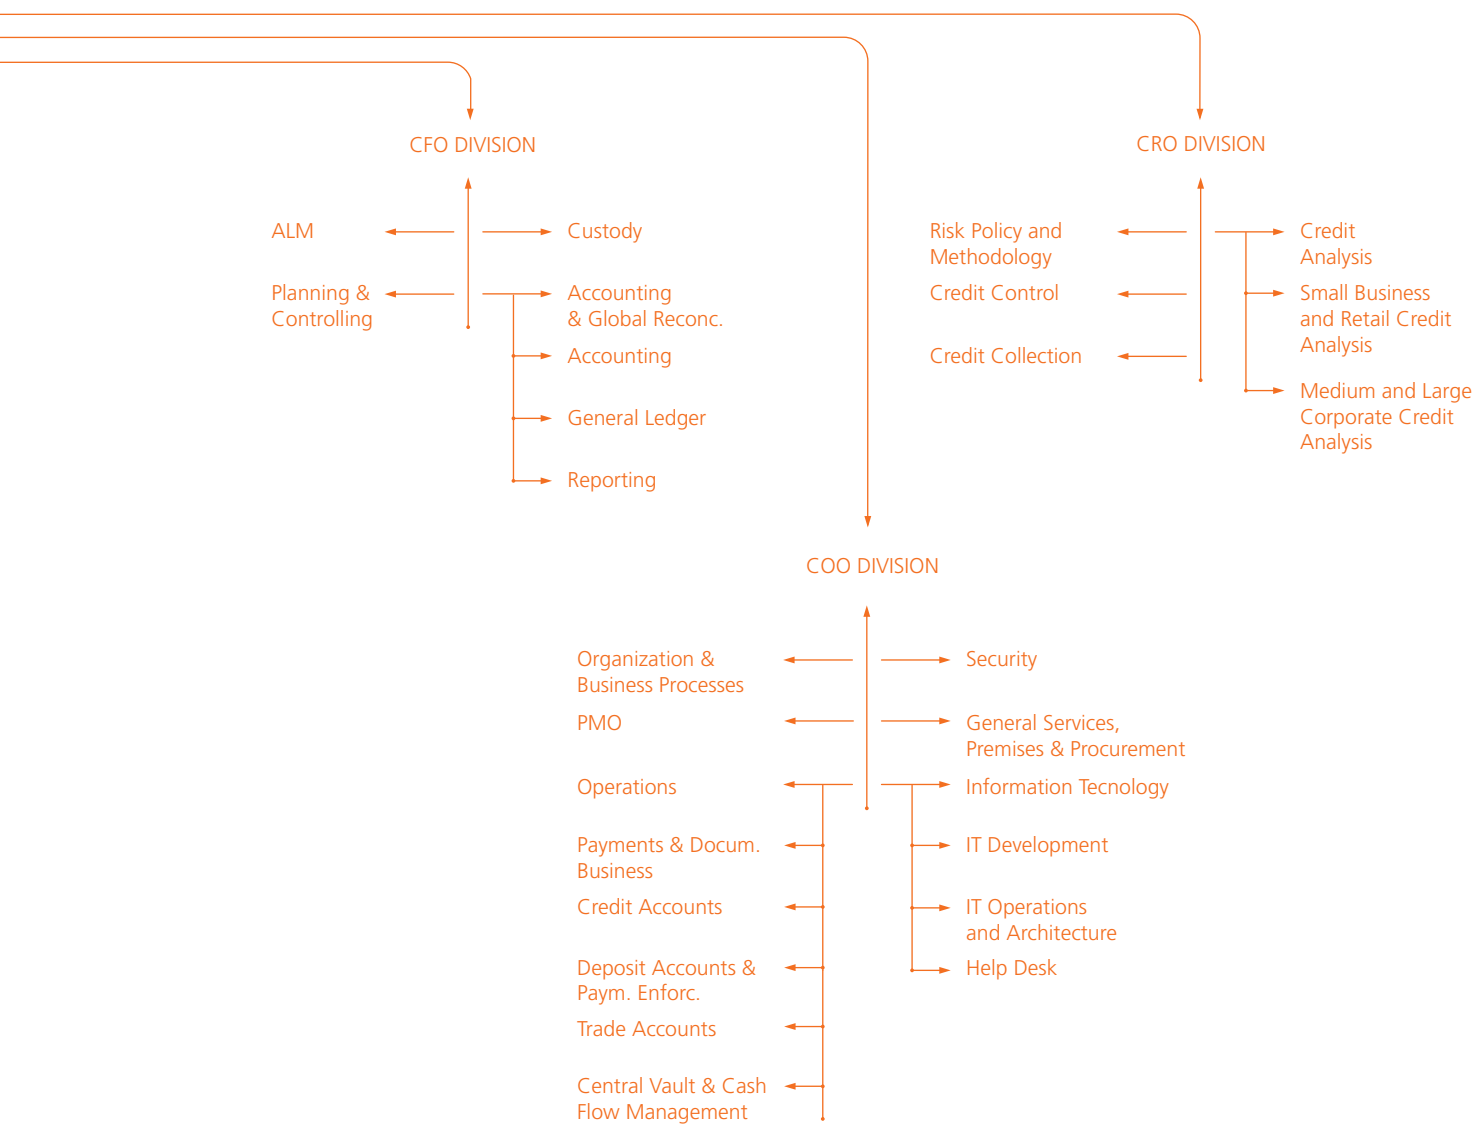 CFO DIVISION
ALM
Planning &
Controlling
Custody
Accounting
& Global Reconc.
Accounting
General Ledger
Reporting
CRO DIVISION
Risk Policy and
Methodology
Credit Control
Credit Collection
Credit
Analysis
Small Business
and Retail Credit
Analysis
Medium and Large
Corporate Credit
Analysis
COO DIVISION
Organization &
Business Processes
PMO
Operations
Payments & Docum.
Business
Credit Accounts
Deposit Accounts &
Paym. Enforc.
Trade Accounts
Central Vault & Cash
Flow Management
Security
General Services,
Premises & Procurement
Information Tecnology
IT Development
IT Operations
and Architecture
Help Desk